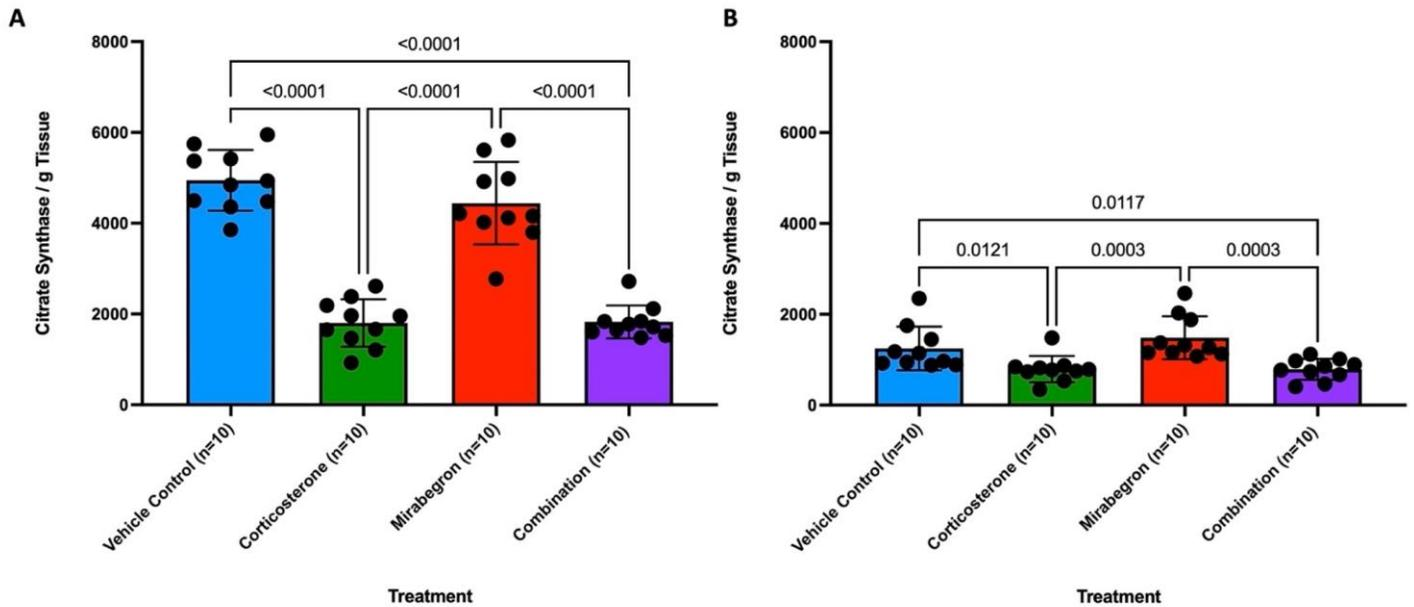 A
Citrate Synthase / g Tissue
8000
6000
4000
2000
0
<0.0001
<0.0001
<0.0001
<0.0001
Vehicle Control (n=10)
Corticosterone (n=10)
Mirabegron (n=10)
Combination (n=10)
Treatment
B
Citrate Synthase / g Tissue
8000
6000
4000
2000
0
0.0117
0.0121
0.0003
0.0003
Vehicle Control (n=10)
Corticosterone (n=10)
Mirabegron (n=10)
Combination (n=10)
Treatment